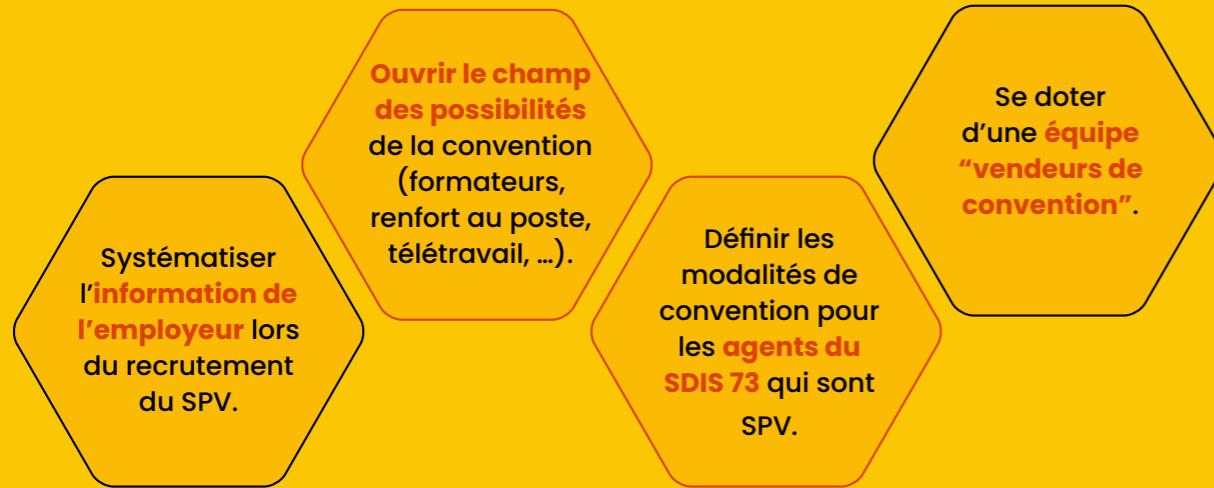 Systématiser
l’information de
l’employeur lors
du recrutement
du SPV.
Ouvrir le champ
des possibilités
de la convention
(formateurs,
renfort au poste,
télétravail, ...).
Définir les
modalités de
convention pour
les agents du
SDIS 73 qui sont
SPV.
Se doter
d’une équipe
“vendeurs de
convention”.